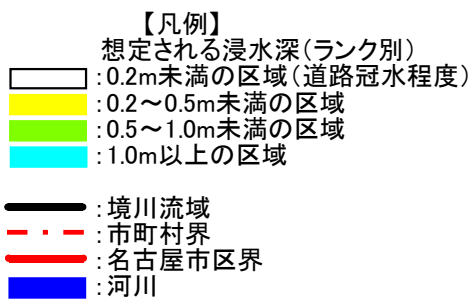 【凡例】
想定される浸水深（ランク別）
：0.2m未満の区域（道路冠水程度）
：0.2～0.5m未満の区域
：0.5～1.0m未満の区域
：1.0m以上の区域
：境川流域
：市町村界
：名古屋市区界
：河川